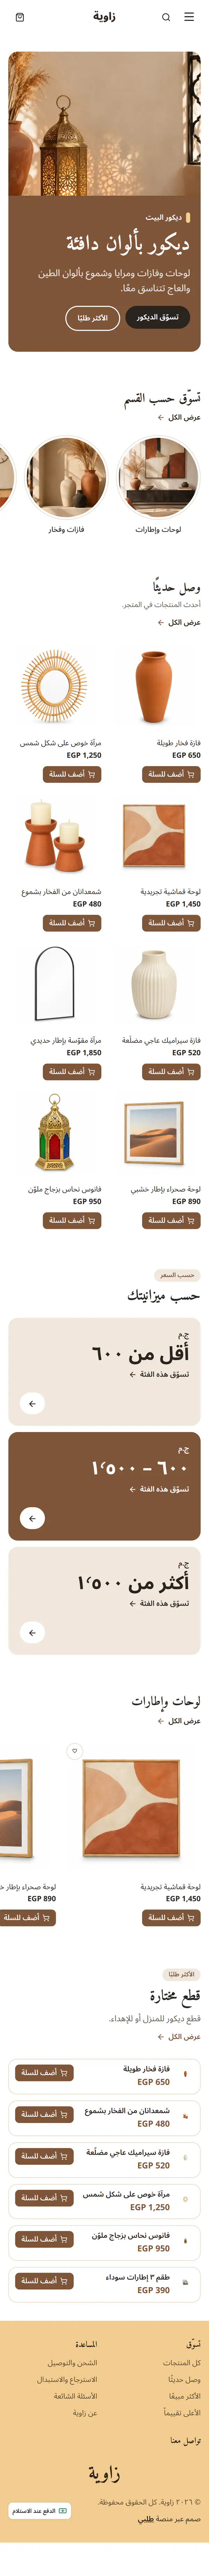 زاوية
ديكور البيت
ديكور بألوان دافئة
لوحات وفازات ومرايا وشموع بألوان الطين
والعاج تتناسق معًا.
تسوّق الديكور
الأكثر طلبًا
تسوّق حسب القسم
عرض الكل
لوحات وإطارات
فازات وفخار
وصل حديثًا
أحدث المنتجات في المتجر.
عرض الكل
فازة فخار طويلة
EGP 650
أضف للسلة
مرآة خوص على شكل شمس
EGP 1,250
أضف للسلة
لوحة قماشية تجريدية
EGP 1,450
أضف للسلة
شمعدانات من الفخار بشموع
EGP 480
أضف للسلة
فازة سيراميك عاجي مضلّعة
EGP 520
أضف للسلة
مرآة مقوّسة بإطار حديدي
EGP 1,850
أضف للسلة
لوحة صحراء بإطار خشبي
EGP 890
أضف للسلة
فانوس نحاس بزجاج ملوّن
EGP 950
أضف للسلة
حسب السعر
حسب ميزانيتك
ج.م
أقل من ٦٠٠
تسوّق هذه الفئة
ج.م
٦٠٠ – ١٬٥٠٠
تسوّق هذه الفئة
ج.م
أكثر من ١٬٥٠٠
تسوّق هذه الفئة
لوحات وإطارات
عرض الكل
لوحة قماشية تجريدية
EGP 1,450
أضف للسلة
لوحة صحراء بإطار خ
EGP 890
أضف للسلة
الأكثر طلبًا
قطع مختارة
قطع ديكور للمنزل أو للإهداء.
عرض الكل
فازة فخار طويلة
EGP 650
أضف للسلة
شمعدانات من الفخار بشموع
EGP 480
أضف للسلة
فازة سيراميك عاجي مضلّعة
EGP 520
أضف للسلة
مرآة خوص على شكل شمس
EGP 1,250
أضف للسلة
فانوس نحاس بزجاج ملوّن
EGP 950
أضف للسلة
طقم ٣ إطارات سوداء
EGP 390
أضف للسلة
تسوّق
كل المنتجات
وصل حديثًا
الأكثر مبيعًا
الأعلى تقييماً
المساعدة
الشحن والتوصيل
الاسترجاع والاستبدال
الأسئلة الشائعة
عن زاوية
تواصل معنا
زاوية
© ٢٠٢٦ زاوية. كل الحقوق محفوظة.
الدفع عند الاستلام
صمم عبر منصة طلبي